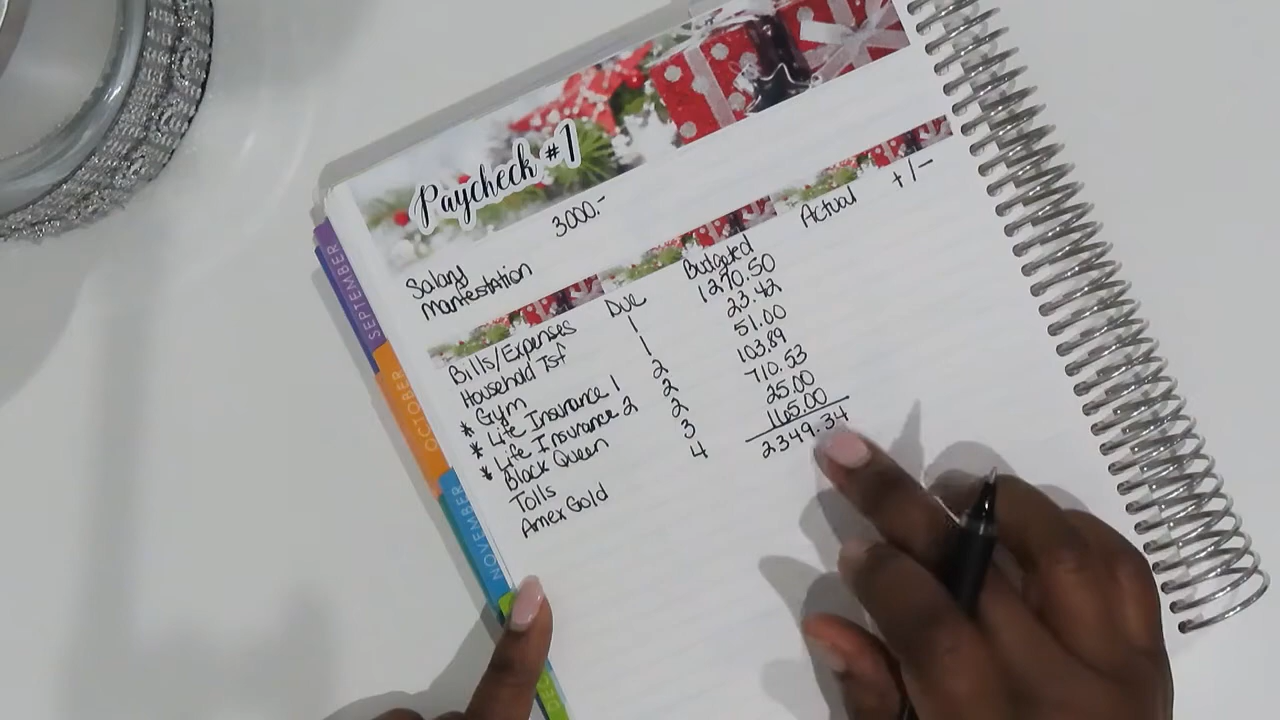 Paycheck #1
Salary 3000.-
mantestation
Bills/Expenses Due Budgeted Actual +/-
Household Tsf 1 1270.50
* Gym 1 23.42
* Life Insurance 1 2 51.00
* Life Insurance 2 2 103.89
Black Queen 2 710.53
Tolls 3 25.00
Amex Gold 4 165.00
2349.34
SEPTEMBER
OCTOBER
NOVEMBER